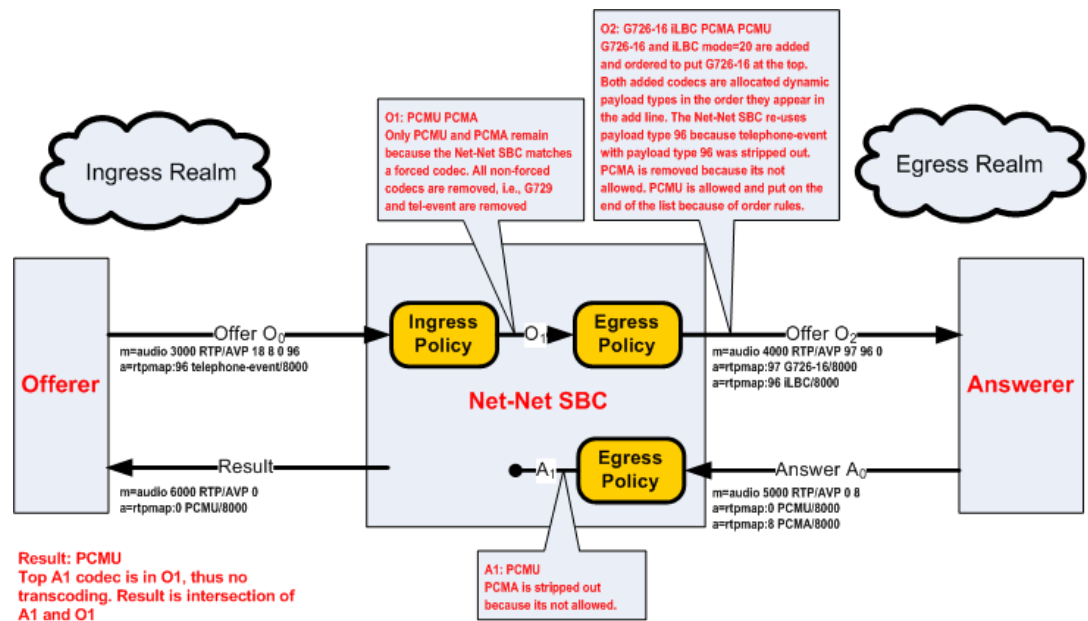 O2: G726-16 iLBC PCMA PCMU
G726-16 and iLBC mode=20 are added
and ordered to put G726-16 at the top.
Both added codecs are allocated dynamic
payload types in the order they appear in
the add line. The Net-Net SBC re-uses
payload type 96 because telephone-event
with payload type 96 was stripped out.
PCMA is removed because its not
allowed. PCMU is allowed and put on the
end of the list because of order rules.
O1: PCMU PCMA
Only PCMU and PCMA remain
because the Net-Net SBC matches
a forced codec. All non-forced
codecs are removed, i.e., G729
and tel-event are removed
Ingress Realm
Egress Realm
Offerer
Offer O0
m=audio 3000 RTP/AVP 18 8 0 96
a=rtpmap:96 telephone-event/8000
Ingress
Policy
O1
Egress
Policy
Offer O2
m=audio 4000 RTP/AVP 97 96 0
a=rtpmap:97 G726-16/8000
a=rtpmap:96 iLBC/8000
Answerer
Net-Net SBC
Result
m=audio 6000 RTP/AVP 0
a=rtpmap:0 PCMU/8000
A1
Egress
Policy
Answer A0
m=audio 5000 RTP/AVP 0 8
a=rtpmap:0 PCMU/8000
a=rtpmap:8 PCMA/8000
Result: PCMU
Top A1 codec is in O1, thus no
transcoding. Result is intersection of
A1 and O1
A1: PCMU
PCMA is stripped out
because its not allowed.